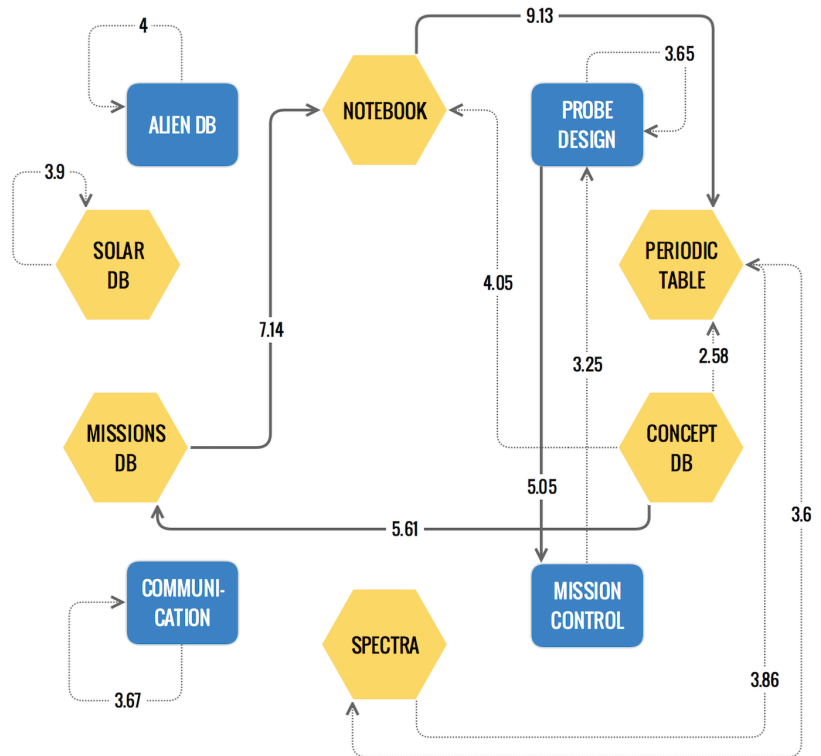 9.13
4
3.65
NOTEBOOK
PROBE
DESIGN
ALIEN DB
3.9
SOLAR
DB
PERIODIC
TABLE
4.05
7.14
2.58
3.25
MISSIONS
DB
CONCEPT
DB
5.05
3.6
5.61
COMMUNI-
CATION
MISSION
CONTROL
SPECTRA
3.86
3.67